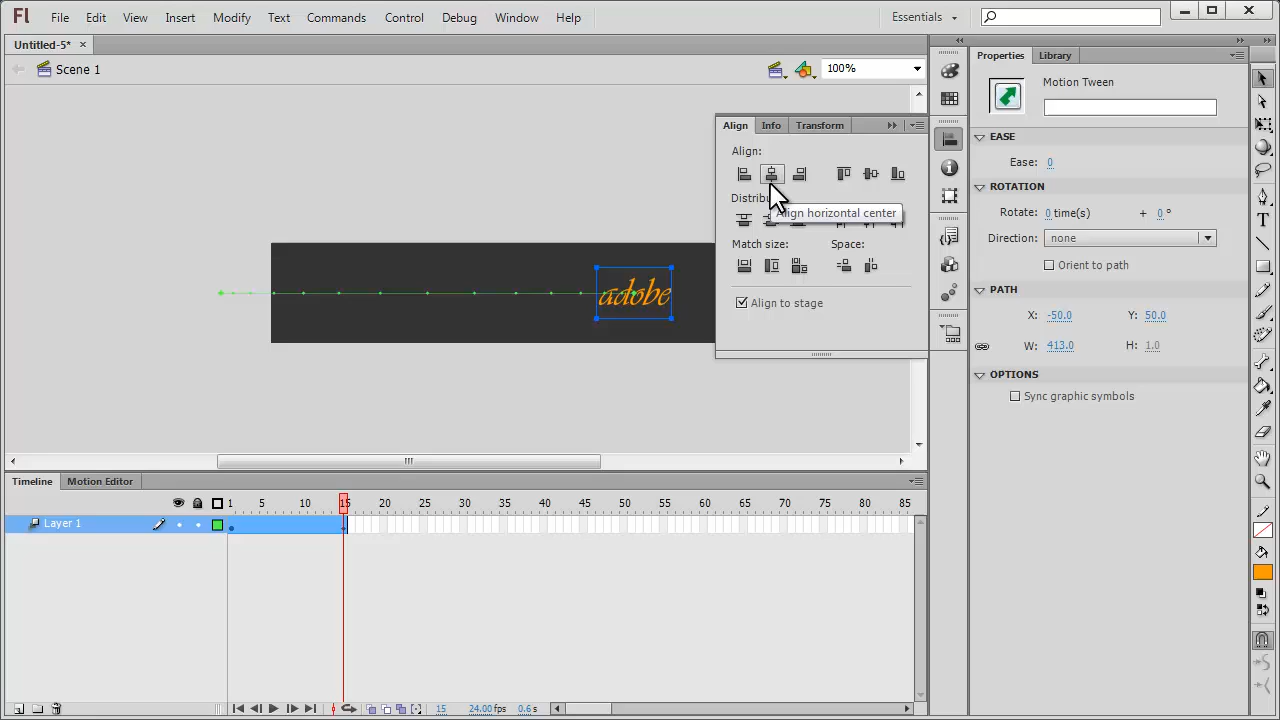 Fl File Edit View Insert Modify Text Commands Control Debug Window Help Essentials
Untitled-5* ×
Scene 1
100%
Align Info Transform
Align:
Distribu
Align horizontal center
Match size: Space:
Align to stage
adobe
Properties Library
Motion Tween
EASE
Ease: 0
ROTATION
Rotate: 0 time(s) + 0 °
Direction: none
Orient to path
PATH
X: -50.0 Y: 50.0
W: 413.0 H: 1.0
OPTIONS
Sync graphic symbols
Timeline Motion Editor
1 5 10 15 20 25 30 35 40 45 50 55 60 65 70 75 80 85
Layer 1
15 24.00 fps 0.6 s